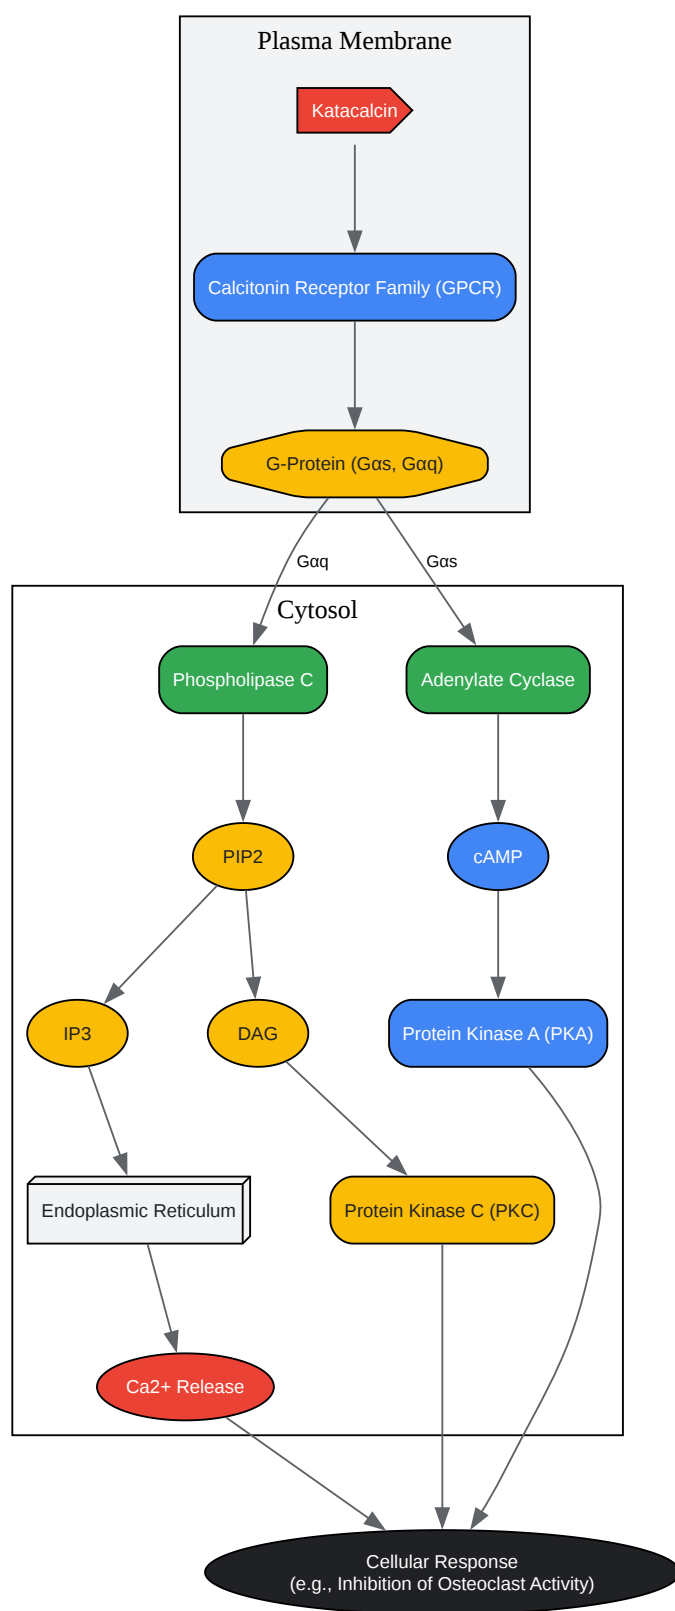 Plasma Membrane
Katacalcin
Calcitonin Receptor Family (GPCR)
G-Protein (Gαs, Gαq)
Gαq
Gαs
Cytosol
Phospholipase C
Adenylate Cyclase
PIP2
cAMP
IP3
DAG
Protein Kinase A (PKA)
Endoplasmic Reticulum
Protein Kinase C (PKC)
Ca2+ Release
Cellular Response
(e.g., Inhibition of Osteoclast Activity)